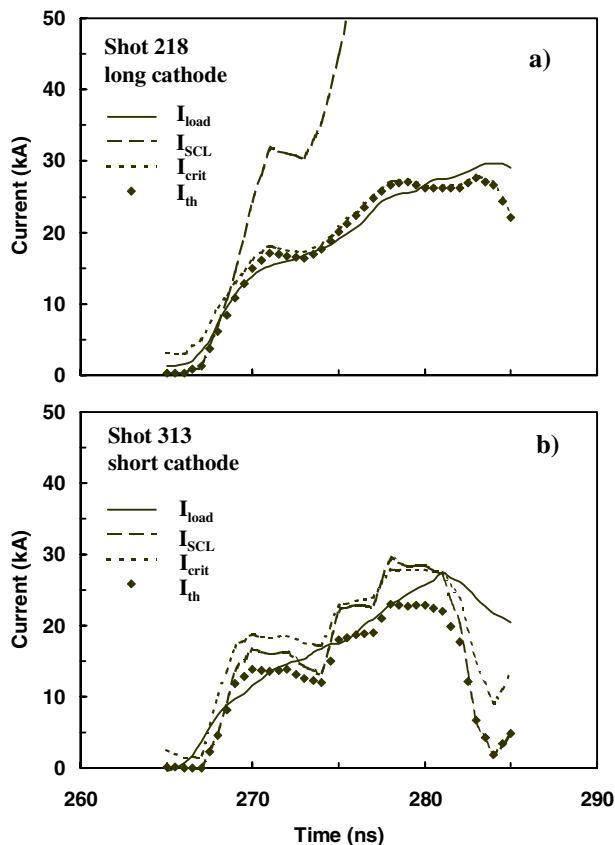 50
40
30
20
10
0
Current (kA)
Shot 218
long cathode
a)
I_load
I_SCL
I_crit
I_th
50
40
30
20
10
0
Current (kA)
Shot 313
short cathode
b)
I_load
I_SCL
I_crit
I_th
260 270 280 290
Time (ns)